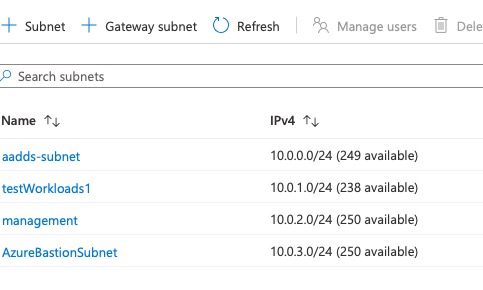 + Subnet + Gateway subnet Refresh Manage users Dele
Search subnets
Name ↑↓ IPv4 ↑↓
aadds-subnet 10.0.0.0/24 (249 available)
testWorkloads1 10.0.1.0/24 (238 available)
management 10.0.2.0/24 (250 available)
AzureBastionSubnet 10.0.3.0/24 (250 available)